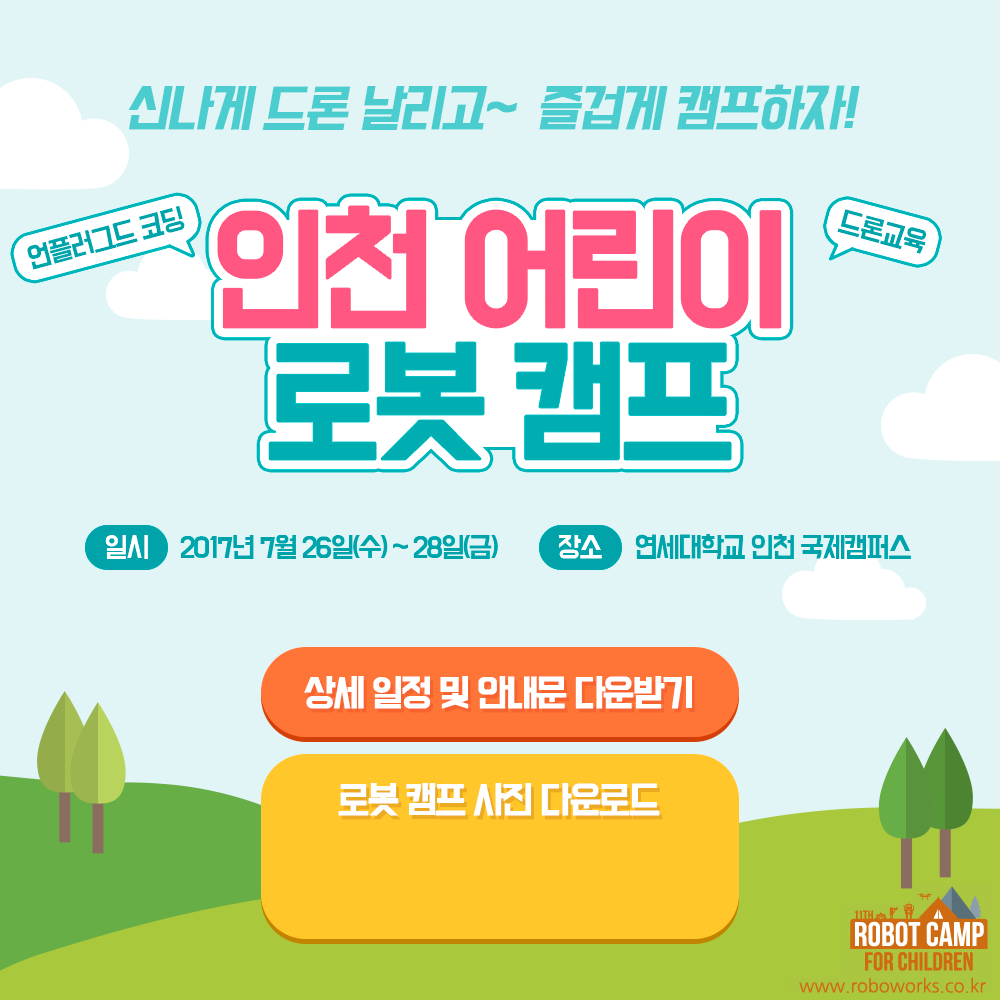 신나게 드론 날리고~ 즐겁게 캠프하자!
언플러그드 코딩
드론교육
인천 어린이
로봇 캠프
일시 2017년 7월 26일(수) ~ 28일(금) 장소 연세대학교 인천 국제캠퍼스
상세 일정 및 안내문 다운받기
로봇 캠프 사진 다운로드
11TH
ROBOT CAMP
FOR CHILDREN
www.roboworks.co.kr